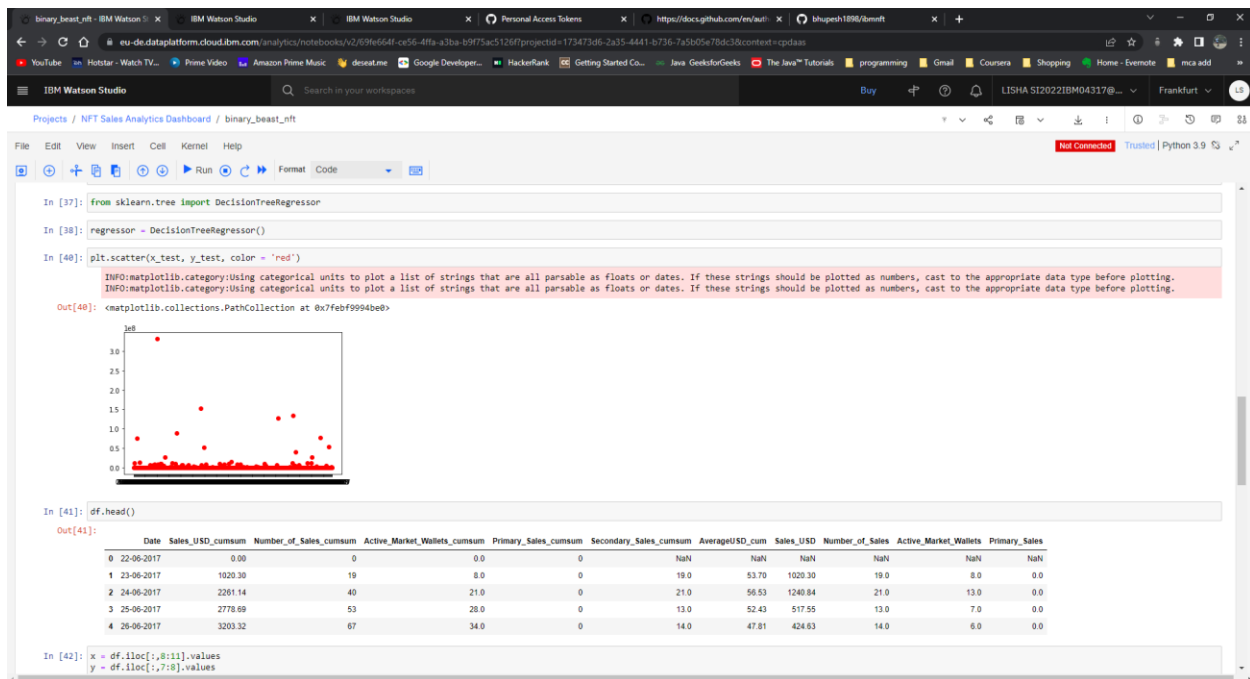 binary_beast_nft - IBM Watson S
IBM Watson Studio
IBM Watson Studio
Personal Access Tokens
https://docs.github.com/en/auth
bhupesh1898/ibmnft
eu-de.dataplatform.cloud.ibm.com/analytics/notebooks/v2/69fe664f-ce56-4ffa-a3ba-b9f75ac5126f?projectid=173473d6-2a35-4441-b736-7a5b05e78dc3&context=cpdaas
YouTube Hotstar - Watch TV... Prime Video Amazon Prime Music deseat.me Google Developer... HackerRank Getting Started Co... Java GeeksforGeeks The Java™ Tutorials programming Gmail Coursera Shopping Home - Evernote mca add »
IBM Watson Studio Search in your workspaces Buy LISHA SI2022IBM04317@... Frankfurt LS
Projects / NFT Sales Analytics Dashboard / binary_beast_nft
File Edit View Insert Cell Kernel Help Not Connected Trusted | Python 3.9
Run Format Code
In [37]: from sklearn.tree import DecisionTreeRegressor
In [38]: regressor = DecisionTreeRegressor()
In [40]: plt.scatter(x_test, y_test, color = 'red')
INFO:matplotlib.category:Using categorical units to plot a list of strings that are all parsable as floats or dates. If these strings should be plotted as numbers, cast to the appropriate data type before plotting.
INFO:matplotlib.category:Using categorical units to plot a list of strings that are all parsable as floats or dates. If these strings should be plotted as numbers, cast to the appropriate data type before plotting.
Out[40]: <matplotlib.collections.PathCollection at 0x7febf9994be0>
1e8
3.0
2.5
2.0
1.5
1.0
0.5
0.0
In [41]: df.head()
Out[41]:
Date Sales_USD_cumsum Number_of_Sales_cumsum Active_Market_Wallets_cumsum Primary_Sales_cumsum Secondary_Sales_cumsum AverageUSD_cum Sales_USD Number_of_Sales Active_Market_Wallets Primary_Sales
0 22-06-2017 0.00 0 0.0 0 NaN NaN NaN NaN NaN NaN
1 23-06-2017 1020.30 19 8.0 0 19.0 53.70 1020.30 19.0 8.0 0.0
2 24-06-2017 2261.14 40 21.0 0 21.0 56.53 1240.84 21.0 13.0 0.0
3 25-06-2017 2778.69 53 28.0 0 13.0 52.43 517.55 13.0 7.0 0.0
4 26-06-2017 3203.32 67 34.0 0 14.0 47.81 424.63 14.0 6.0 0.0
In [42]: x = df.iloc[:,8:11].values
y = df.iloc[:,7:8].values